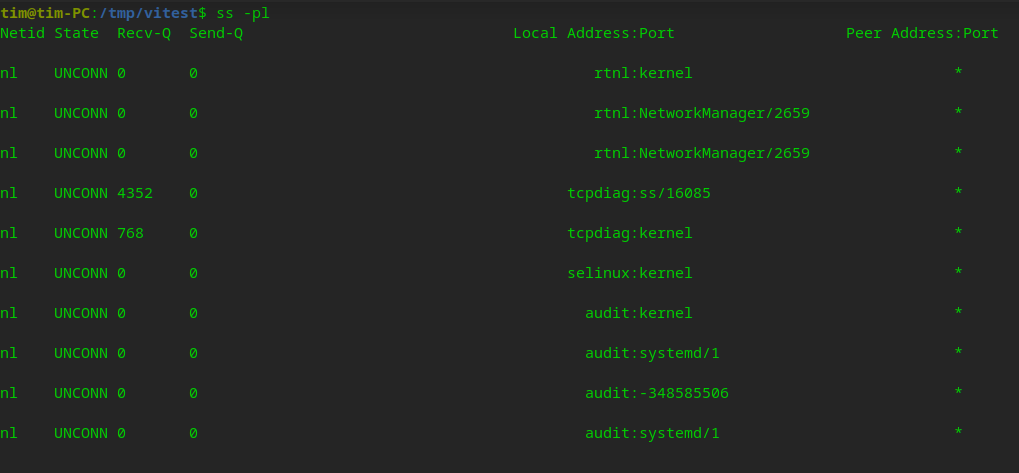 tim@tim-PC:/tmp/vitest$ ss -pl
Netid State Recv-Q Send-Q Local Address:Port Peer Address:Port
nl UNCONN 0 0 rtnl:kernel *
nl UNCONN 0 0 rtnl:NetworkManager/2659 *
nl UNCONN 0 0 rtnl:NetworkManager/2659 *
nl UNCONN 4352 0 tcpdiag:ss/16085 *
nl UNCONN 768 0 tcpdiag:kernel *
nl UNCONN 0 0 selinux:kernel *
nl UNCONN 0 0 audit:kernel *
nl UNCONN 0 0 audit:systemd/1 *
nl UNCONN 0 0 audit:-348585506 *
nl UNCONN 0 0 audit:systemd/1 *